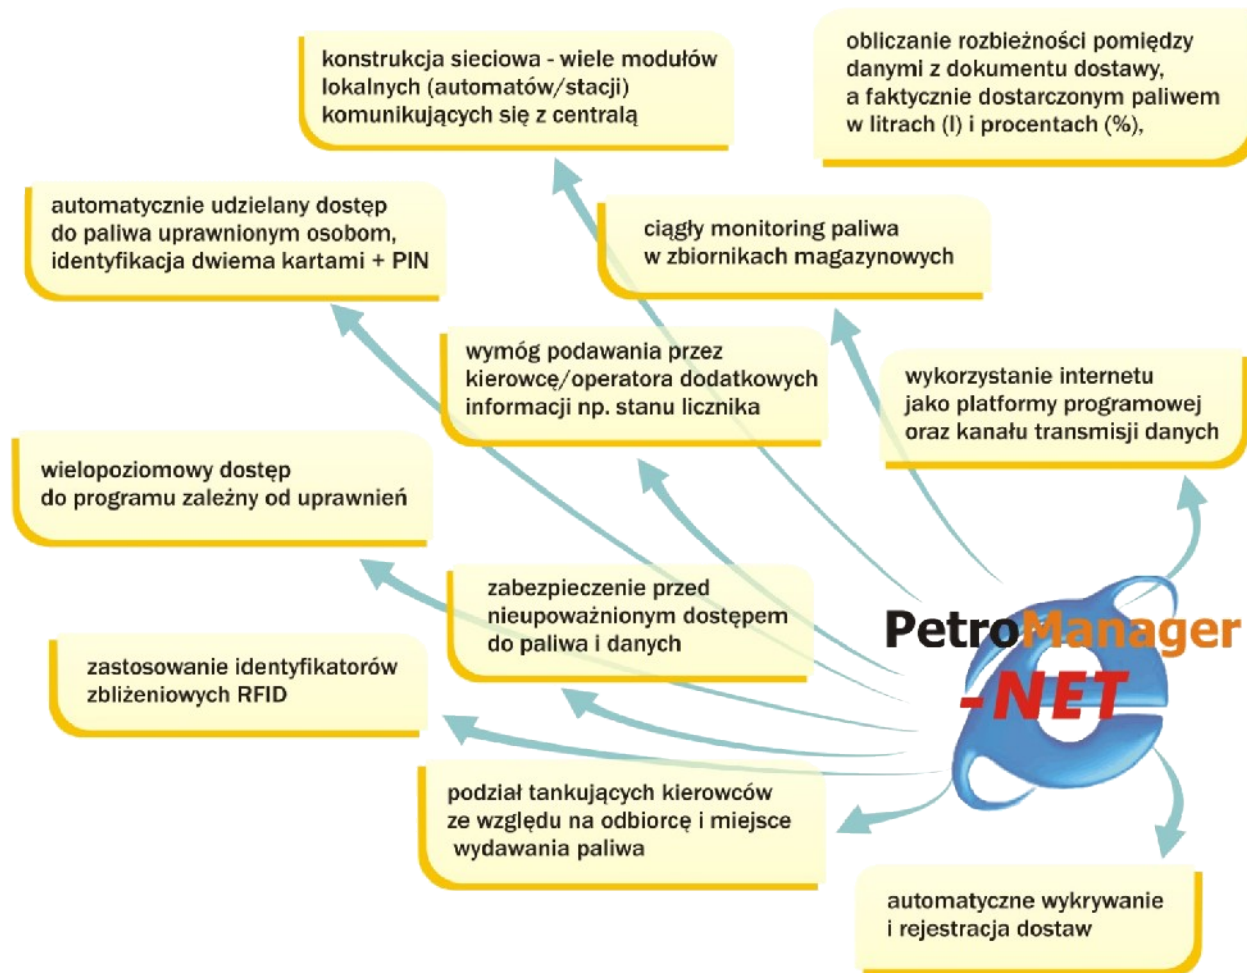 konstrukcja sieciowa - wiele modułów
lokalnych (automatów/stacji)
komunikujących się z centralą
obliczanie rozbieżności pomiędzy
danymi z dokumentu dostawy,
a faktycznie dostarczonym paliwem
w litrach (l) i procentach (%),
automatycznie udzielany dostęp
do paliwa uprawnionym osobom,
identyfikacja dwiema kartami + PIN
ciągły monitoring paliwa
w zbiornikach magazynowych
wymóg podawania przez
kierowcę/operatora dodatkowych
informacji np. stanu licznika
wykorzystanie internetu
jako platformy programowej
oraz kanału transmisji danych
wielopoziomowy dostęp
do programu zależny od uprawnień
zabezpieczenie przed
nieupoważnionym dostępem
do paliwa i danych
PetroManager
-NET
zastosowanie identyfikatorów
zbliżeniowych RFID
podział tankujących kierowców
ze względu na odbiorcę i miejsce
wydawania paliwa
automatyczne wykrywanie
i rejestracja dostaw